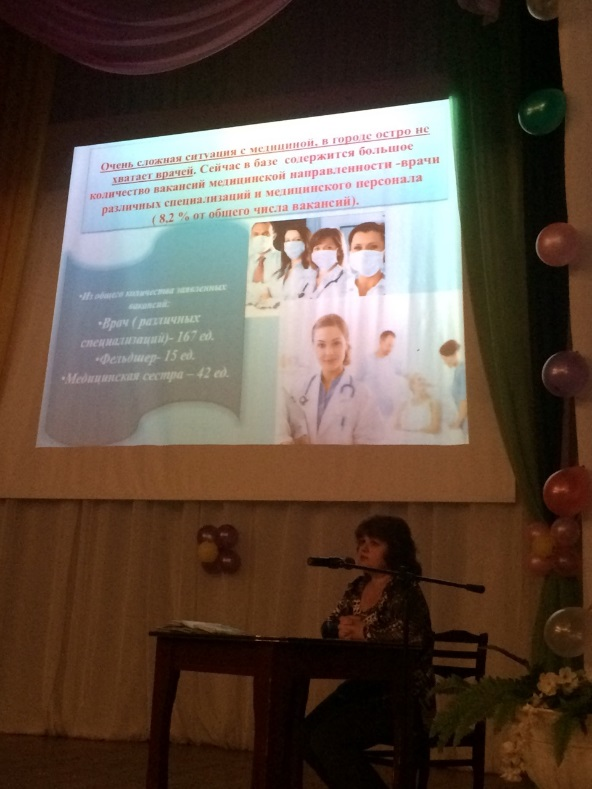 Очень сложная ситуация с медициной, в городе остро не
хватает врачей. Сейчас в базе содержится большое
количество вакансий медицинской направленности -врачи
различных специализаций и медицинского персонала
( 8,2 % от общего числа вакансий).
•Из общего количества заявленных
вакансий:
•Врач ( различных
специализаций)- 167 ед.
•Фельдшер- 15 ед.
•Медицинская сестра – 42 ед.